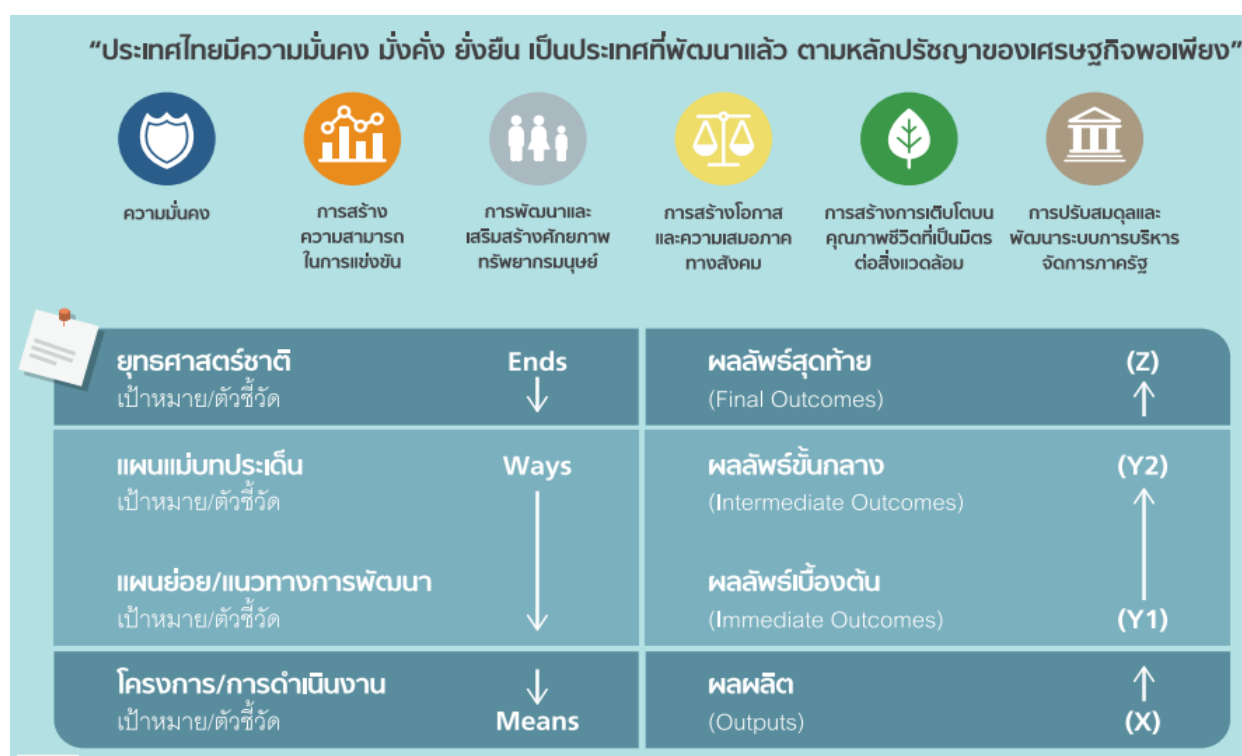 “ประเทศไทยมีความมั่นคง มั่งคั่ง ยั่งยืน เป็นประเทศที่พัฒนาแล้ว ตามหลักปรัชญาของเศรษฐกิจพอเพียง”
ความมั่นคง
การสร้าง
ความสามารถ
ในการแข่งขัน
การพัฒนาและ
เสริมสร้างศักยภาพ
ทรัพยากรมนุษย์
การสร้างโอกาส
และความเสมอภาค
ทางสังคม
การสร้างการเติบโตบน
คุณภาพชีวิตที่เป็นมิตร
ต่อสิ่งแวดล้อม
การปรับสมดุลและ
พัฒนาระบบการบริหาร
จัดการภาครัฐ
ยุทธศาสตร์ชาติ
เป้าหมาย/ตัวชี้วัด
Ends
ผลลัพธ์สุดท้าย
(Final Outcomes)
(Z)
แผนแม่บทประเด็น
เป้าหมาย/ตัวชี้วัด
Ways
ผลลัพธ์ขั้นกลาง
(Intermediate Outcomes)
(Y2)
แผนย่อย/แนวทางการพัฒนา
เป้าหมาย/ตัวชี้วัด
ผลลัพธ์เบื้องต้น
(Immediate Outcomes)
(Y1)
โครงการ/การดำเนินงาน
เป้าหมาย/ตัวชี้วัด
Means
ผลผลิต
(Outputs)
(X)